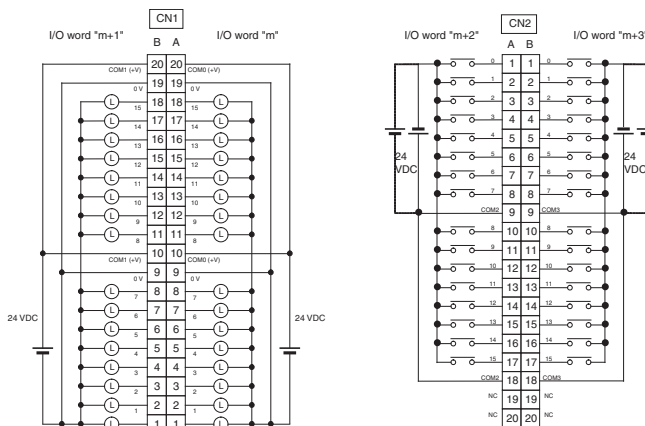 CN1
I/O word "m+1"
I/O word "m"
B A
COM1 (+V) 20 20 COM0 (+V)
0 V 19 19
L 15 18 18 15 L
L 14 17 17 14 L
L 13 16 16 13 L
L 12 15 15 12 L
L 11 14 14 11 L
L 10 13 13 10 L
L 9 12 12 9 L
L 8 11 11 8 L
COM1 (+V) 10 10 COM0 (+V)
0 V 9 9 0 V
L 7 8 8 7 L
L 6 7 7 6 L
L 5 6 6 5 L
L 4 5 5 4 L
L 3 4 4 3 L
L 2 3 3 2 L
L 1 2 2 1 L
L 1 1 L
24 VDC
24 VDC
CN2
I/O word "m+2"
I/O word "m+3"
A B
0 1 1 0
1 2 2 1
2 3 3 2
3 4 4 3
4 5 5 4
5 6 6 5
6 7 7 6
7 8 8 7
COM2 9 9 COM3
8 10 10 8
9 11 11 9
10 12 12 10
11 13 13 11
12 14 14 12
13 15 15 13
14 16 16 14
15 17 17 15
COM2 18 18 COM3
NC 19 19 NC
NC 20 20 NC
24
VDC
24
VDC